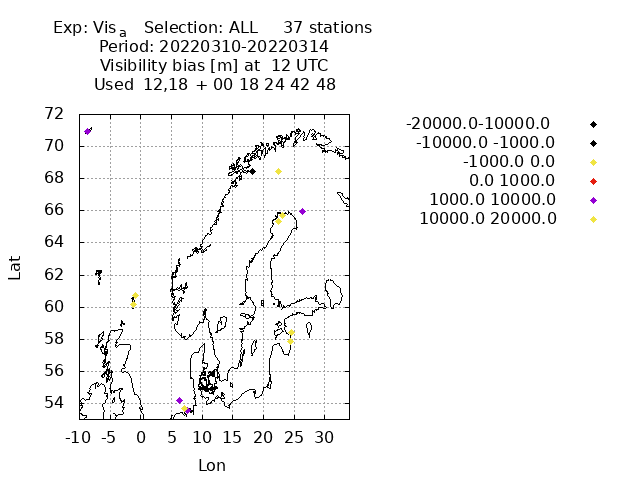 Exp: Vis a Selection: ALL 37 stations
Period: 20220310-20220314
Visibility bias [m] at 12 UTC
Used 12,18 + 00 18 24 42 48
-20000.0-10000.0
-10000.0 -1000.0
-1000.0 0.0
0.0 1000.0
1000.0 10000.0
10000.0 20000.0
72
70
68
66
64
62
60
58
56
54
Lat
-10 -5 0 5 10 15 20 25 30
Lon